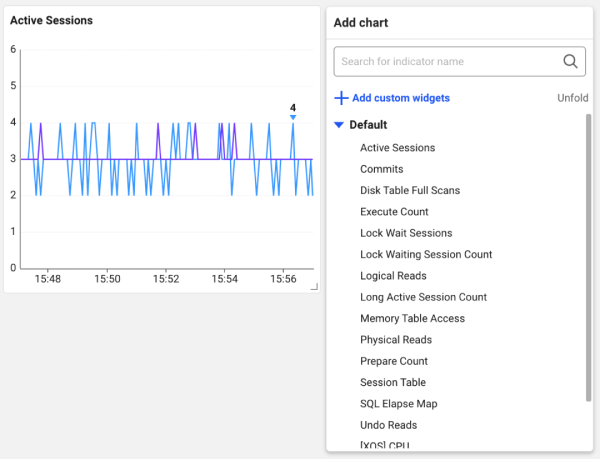 Active Sessions
6
5
4
4
3
2
1
0
15:48 15:50 15:52 15:54 15:56
Add chart
Search for indicator name
Add custom widgets Unfold
Default
Active Sessions
Commits
Disk Table Full Scans
Execute Count
Lock Wait Sessions
Lock Waiting Session Count
Logical Reads
Long Active Session Count
Memory Table Access
Physical Reads
Prepare Count
Session Table
SQL Elapse Map
Undo Reads
[XOS] CPU